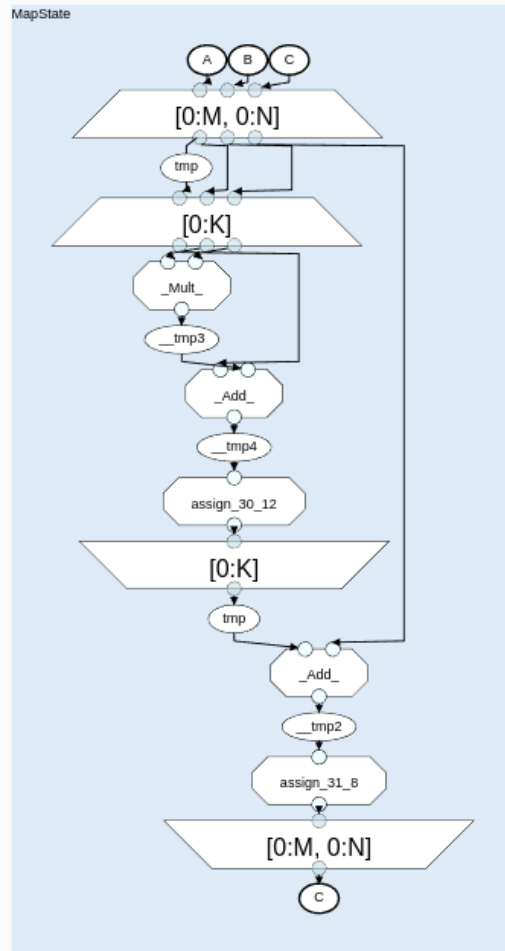 MapState
A B C
[0:M, 0:N]
tmp
[0:K]
_Mult_
__tmp3
_Add_
__tmp4
assign_30_12
[0:K]
tmp
_Add_
__tmp2
assign_31_8
[0:M, 0:N]
C